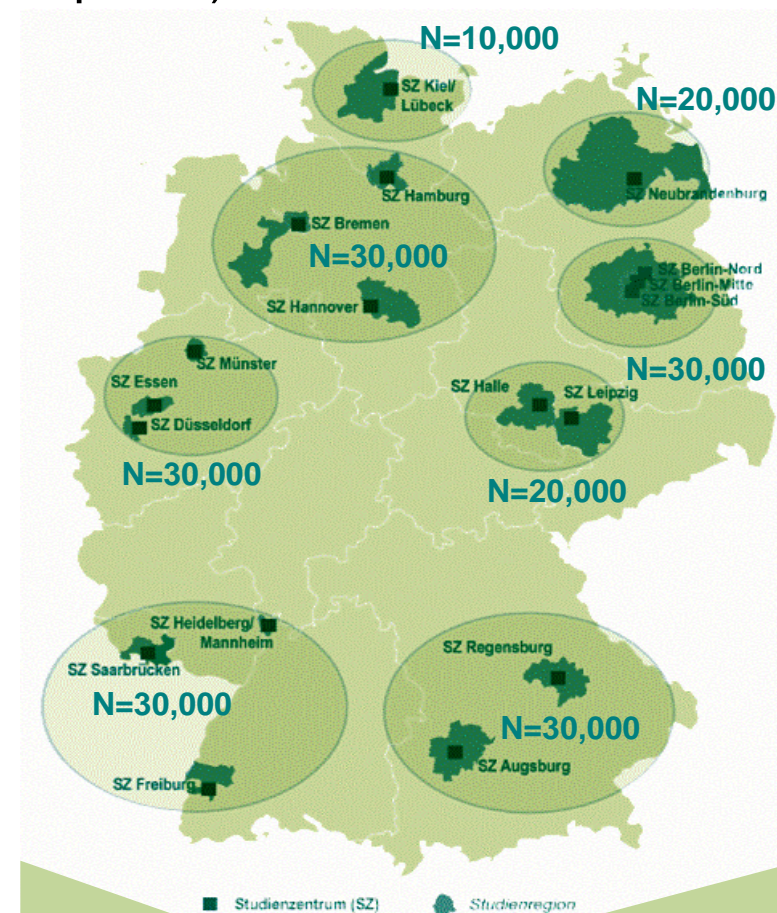 N=10,000
SZ Kiel/
Lübeck
N=20,000
SZ Neubrandenburg
SZ Hamburg
SZ Bremen
N=30,000
SZ Hannover
SZ Berlin-Nord
SZ Berlin-Mitte
SZ Berlin-Süd
N=30,000
SZ Münster
SZ Essen
SZ Düsseldorf
N=30,000
SZ Halle
SZ Leipzig
N=20,000
SZ Heidelberg/
Mannheim
SZ Saarbrücken
N=30,000
SZ Freiburg
SZ Regensburg
N=30,000
SZ Augsburg
Studienzentrum (SZ)
Studienregion